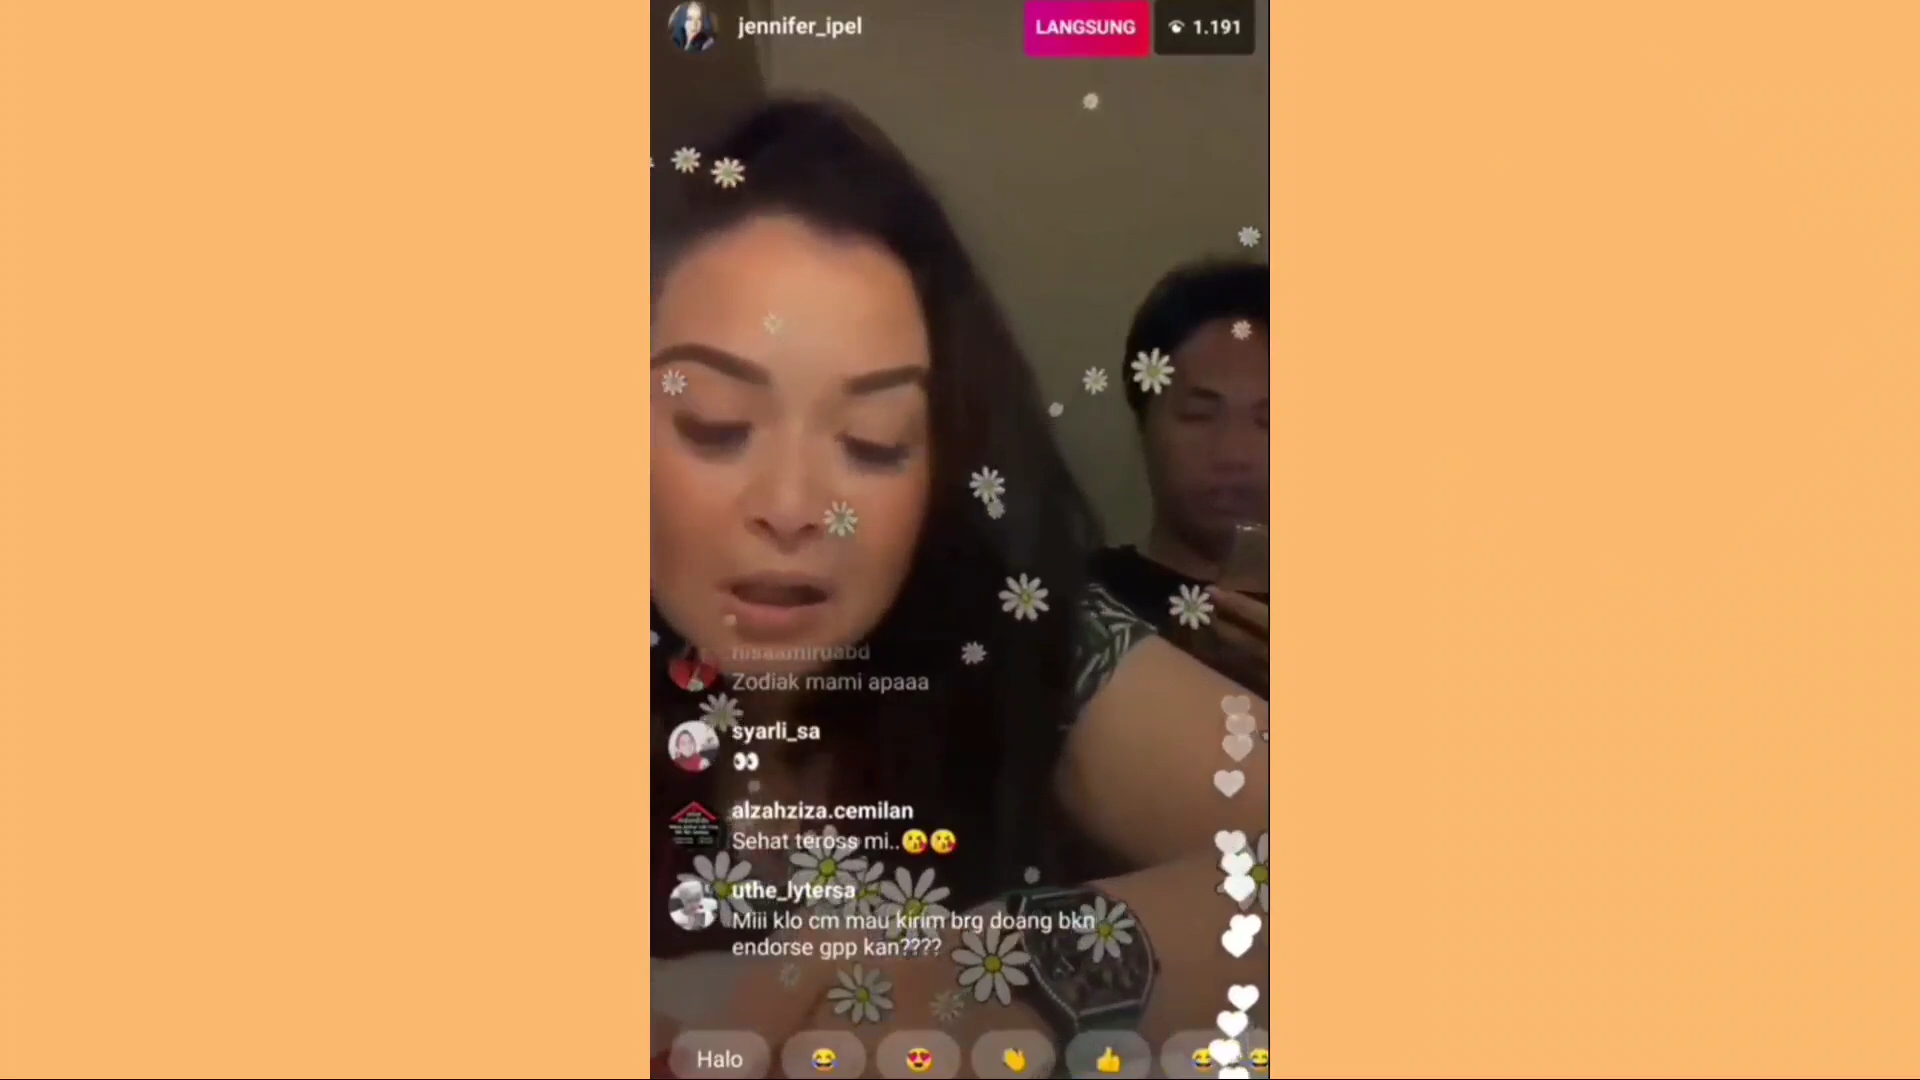 jennifer_ipel
LANGSUNG
1.191
nisaamiruabd
Zodiak mami apaaa
syarli_sa
👀
alzahziza.cemilan
Sehat teross mi..😘😘
uthe_lytersa
Miii klo cm mau kirim brg doang bkn
endorse gpp kan????
Halo